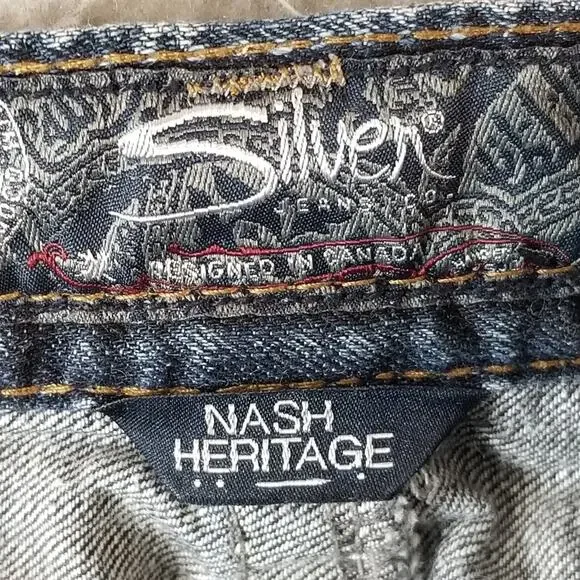 Silver®
JEANS CO.
DESIGNED IN CANADA
NASH
HERITAGE